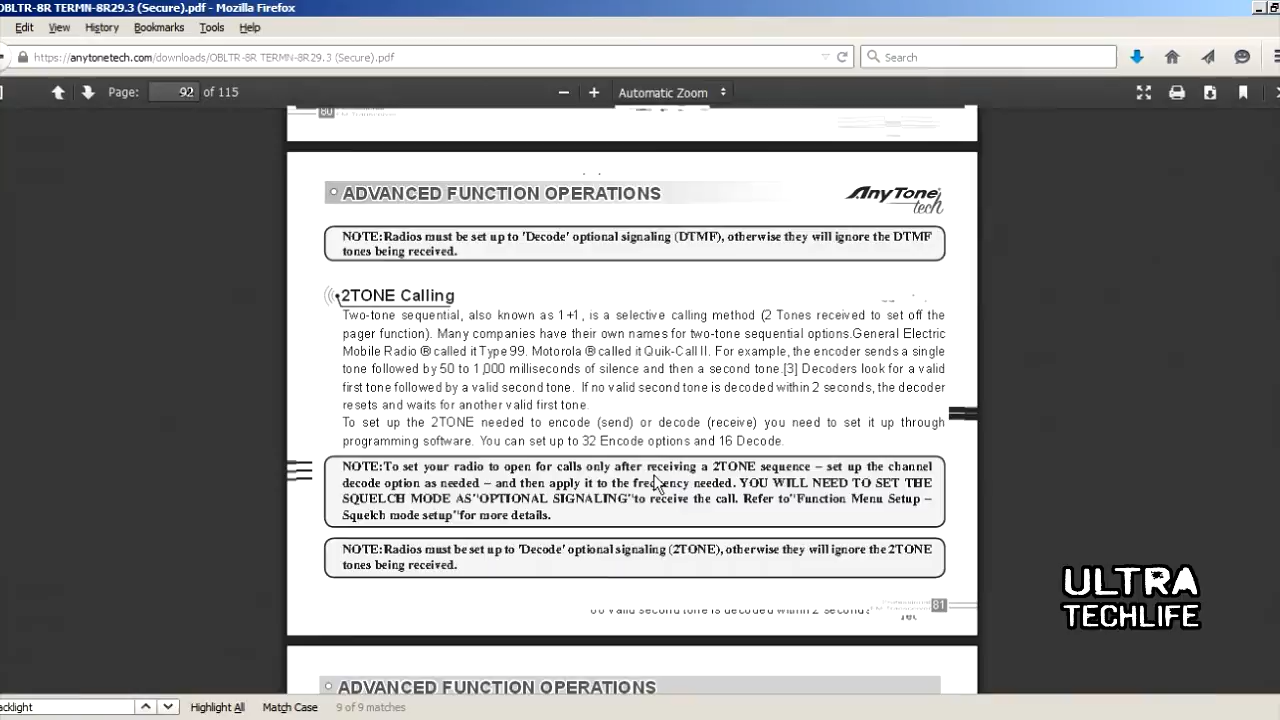 OBLTR-8R TERMN-8R29.3 (Secure).pdf - Mozilla Firefox
Edit View History Bookmarks Tools Help
https://anytonetech.com/downloads/OBLTR-8R TERMN-8R29.3 (Secure).pdf
Search
Page: 92 of 115
Automatic Zoom
80
ADVANCED FUNCTION OPERATIONS
AnyTone tech
NOTE:Radios must be set up to 'Decode' optional signaling (DTMF), otherwise they will ignore the DTMF
tones being received.
2TONE Calling
Two-tone sequential, also known as 1+1, is a selective calling method (2 Tones received to set off the
pager function). Many companies have their own names for two-tone sequential options.General Electric
Mobile Radio ® called it Type 99. Motorola ® called it Quik-Call II. For example, the encoder sends a single
tone followed by 50 to 1,000 milliseconds of silence and then a second tone.[3] Decoders look for a valid
first tone followed by a valid second tone. If no valid second tone is decoded within 2 seconds, the decoder
resets and waits for another valid first tone.
To set up the 2TONE needed to encode (send) or decode (receive) you need to set it up through
programming software. You can set up to 32 Encode options and 16 Decode.
NOTE:To set your radio to open for calls only after receiving a 2TONE sequence – set up the channel
decode option as needed – and then apply it to the frequency needed. YOU WILL NEED TO SET THE
SQUELCH MODE AS"OPTIONAL SIGNALING"to receive the call. Refer to"Function Menu Setup –
Squelch mode setup"for more details.
NOTE:Radios must be set up to 'Decode' optional signaling (2TONE), otherwise they will ignore the 2TONE
tones being received.
81
valid second tone is decoded within 2
ULTRA
TECHLIFE
ADVANCED FUNCTION OPERATIONS
acklight Highlight All Match Case 9 of 9 matches